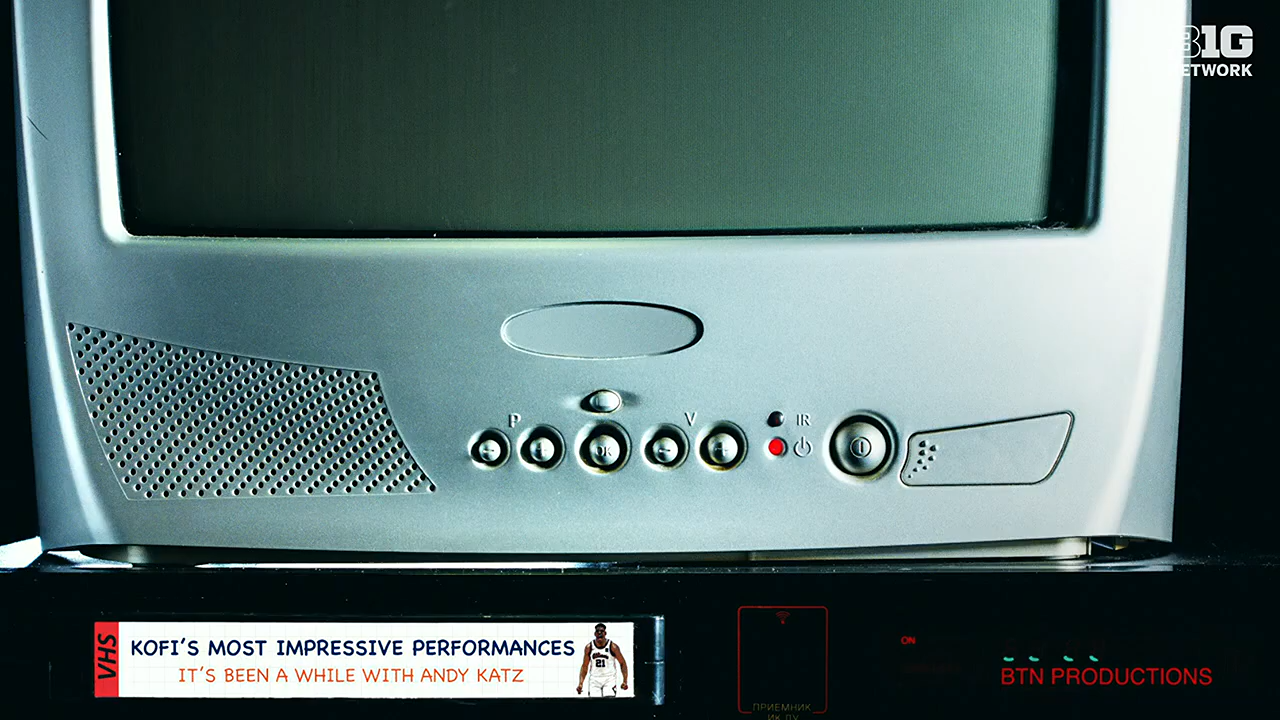 B1G
NETWORK
P
V
IR
OK
VHS
KOFI'S MOST IMPRESSIVE PERFORMANCES
IT'S BEEN A WHILE WITH ANDY KATZ
21
ON
BTN PRODUCTIONS
ПРИЕМНИК
ИК ДУ